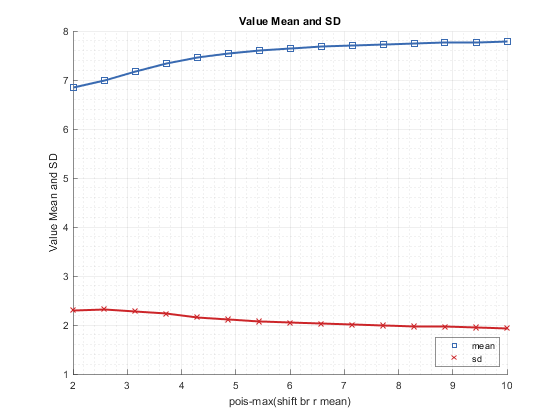 Value Mean and SD
8
7
6
5
4
3
2
1
Value Mean and SD
2 3 4 5 6 7 8 9 10
pois-max(shift br r mean)
mean
sd